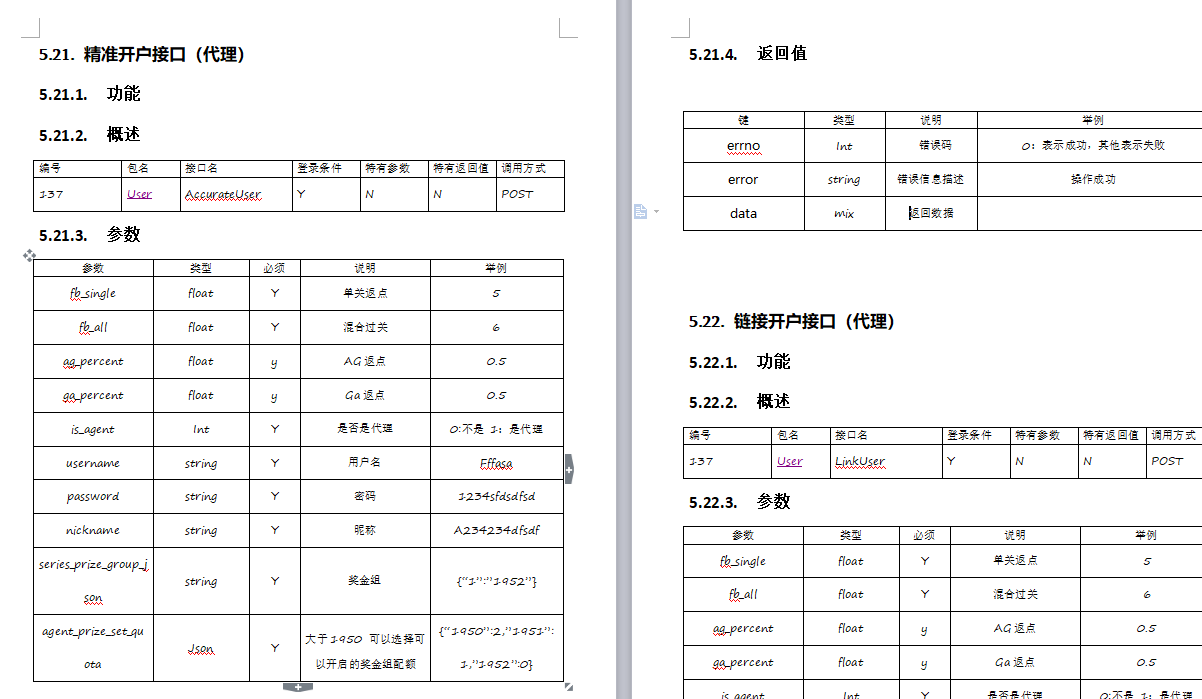 5.21. 精准开户接口（代理）
5.21.1. 功能
5.21.2. 概述
编号 包名 接口名 登录条件 特有参数 特有返回值 调用方式
137 User AccurateUser Y N N POST
5.21.3. 参数
参数 类型 必须 说明 举例
fb_single float Y 单关返点 5
fb_all float Y 混合过关 6
ag_percent float y AG 返点 0.5
ga_percent float y Ga 返点 0.5
is_agent Int Y 是否是代理 0:不是 1：是代理
username string Y 用户名 Fffasa
password string Y 密码 1234sfdsdfsd
nickname string Y 昵称 A234234dfsdf
series_prize_group_j
son string Y 奖金组 {“1”:”1952”}
agent_prize_set_qu
ota Json Y 大于 1950 可以选择可
以开启的奖金组配额 {“1950”:2,”1951”:
1,”1952”:0}
5.21.4. 返回值
键 类型 说明 举例
errno Int 错误码 0：表示成功，其他表示失败
error string 错误信息描述 操作成功
data mix 返回数据
5.22. 链接开户接口（代理）
5.22.1. 功能
5.22.2. 概述
编号 包名 接口名 登录条件 特有参数 特有返回值 调用方式
137 User LinkUser Y N N POST
5.22.3. 参数
参数 类型 必须 说明 举例
fb_single float Y 单关返点 5
fb_all float Y 混合过关 6
ag_percent float y AG 返点 0.5
ga_percent float y Ga 返点 0.5
is_agent Int Y 是否是代理 0:不是 1：是代理